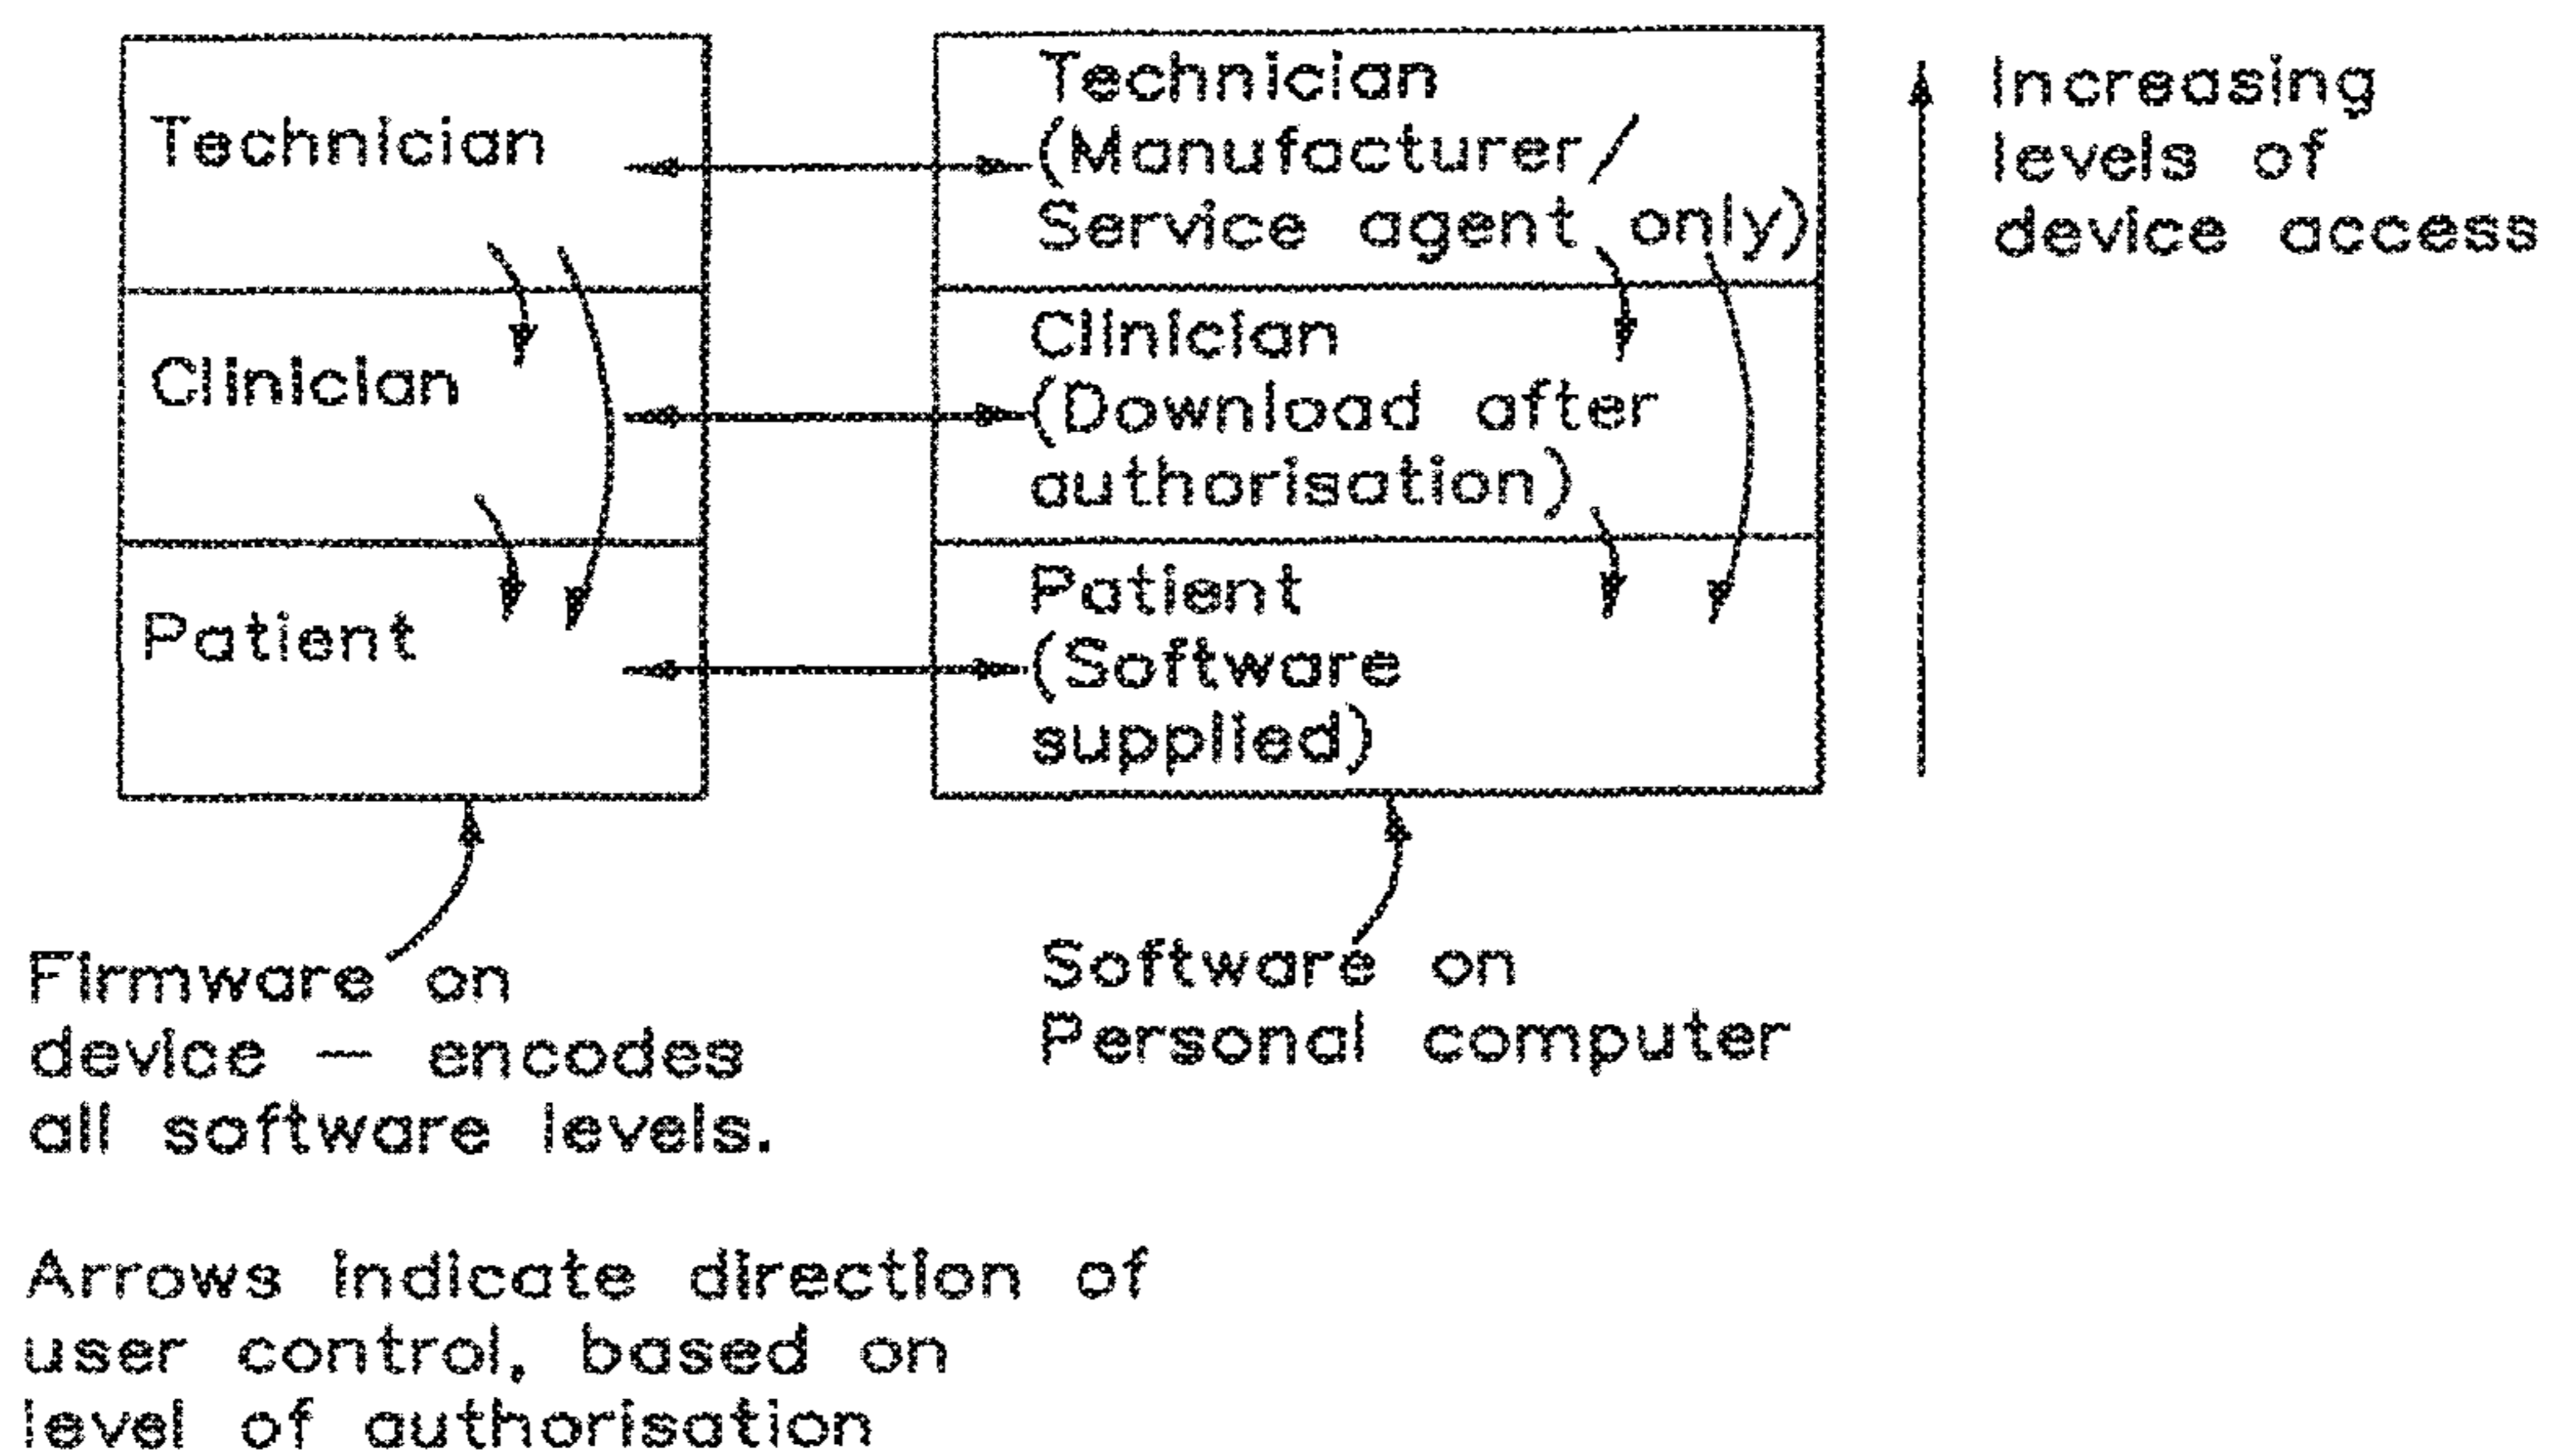 Technician
Clinician
Patient
Technician
(Manufacturer/
Service agent only)
Clinician
(Download after
authorisation)
Patient
(Software
supplied)
Increasing
levels of
device access
Firmware on
device — encodes
all software levels.
Software on
Personal computer
Arrows indicate direction of
user control, based on
level of authorisation